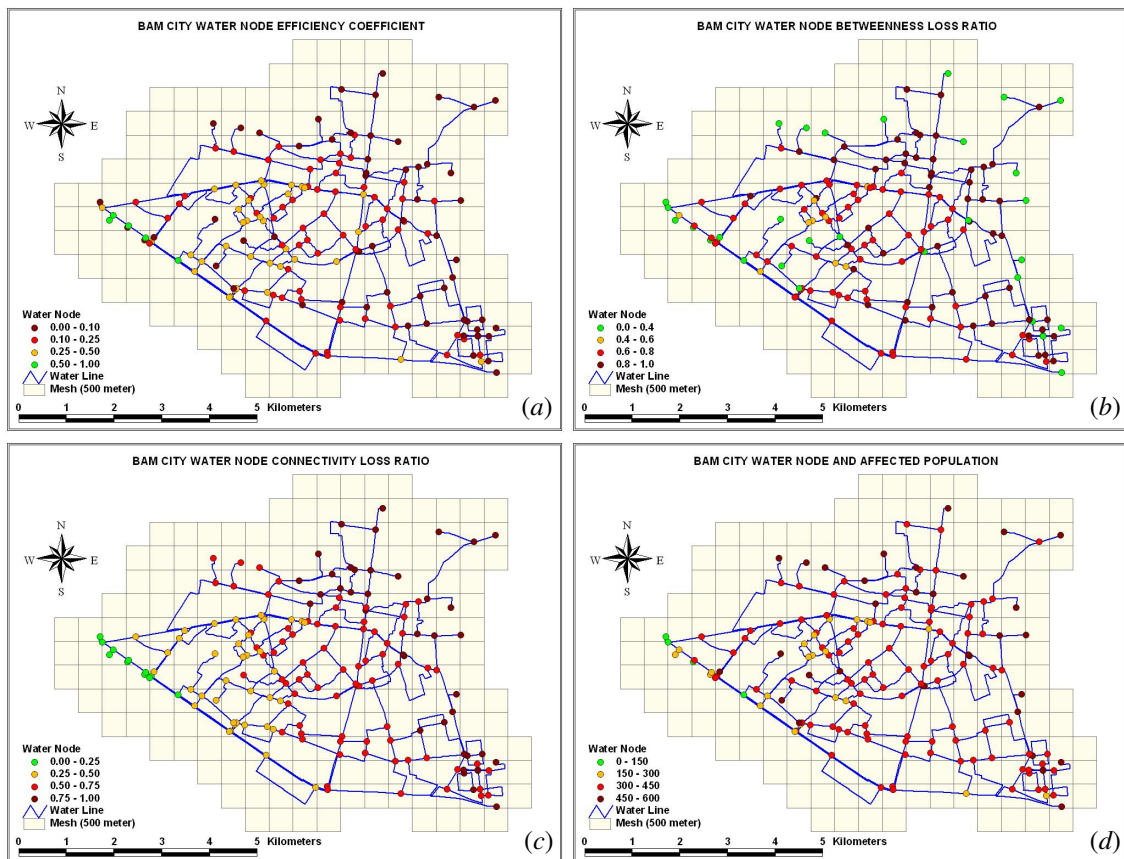 BAM CITY WATER NODE EFFICIENCY COEFFICIENT
N
W E
S
Water Node
0.00 - 0.10
0.10 - 0.25
0.25 - 0.50
0.50 - 1.00
Water Line
Mesh (500 meter)
0 1 2 3 4 5 Kilometers
(a)
BAM CITY WATER NODE BETWEENNESS LOSS RATIO
N
W E
S
Water Node
0.0 - 0.4
0.4 - 0.6
0.6 - 0.8
0.8 - 1.0
Water Line
Mesh (500 meter)
0 1 2 3 4 5 Kilometers
(b)
BAM CITY WATER NODE CONNECTIVITY LOSS RATIO
N
W E
S
Water Node
0.00 - 0.25
0.25 - 0.50
0.50 - 0.75
0.75 - 1.00
Water Line
Mesh (500 meter)
0 1 2 3 4 5 Kilometers
(c)
BAM CITY WATER NODE AND AFFECTED POPULATION
N
W E
S
Water Node
0 - 150
150 - 300
300 - 450
450 - 600
Water Line
Mesh (500 meter)
0 1 2 3 4 5 Kilometers
(d)